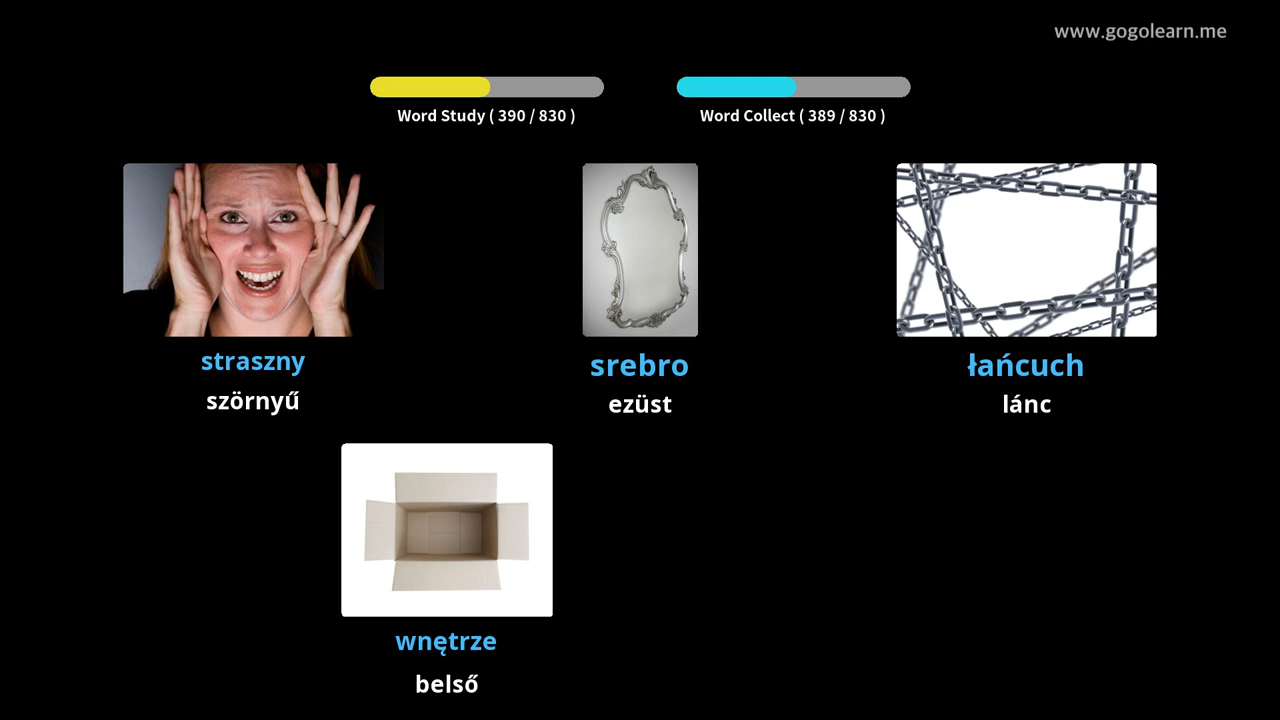 www.gogolearn.me
Word Study ( 390 / 830 )
Word Collect ( 389 / 830 )
straszny
szörnyű
srebro
ezüst
łańcuch
lánc
wnętrze
belső